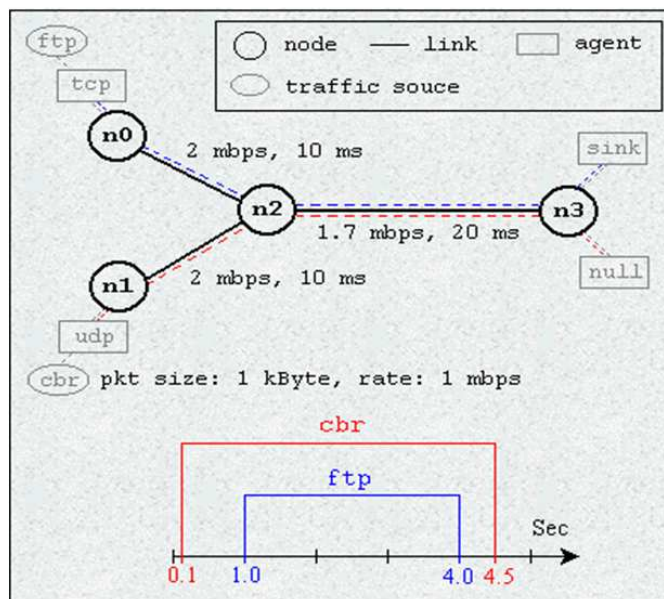 ftp
node link agent
traffic souce
tcp
n0
2 mbps, 10 ms
sink
n2
n3
1.7 mbps, 20 ms
n1
2 mbps, 10 ms
null
udp
cbr pkt size: 1 kByte, rate: 1 mbps
cbr
ftp
Sec
0.1 1.0 4.0 4.5